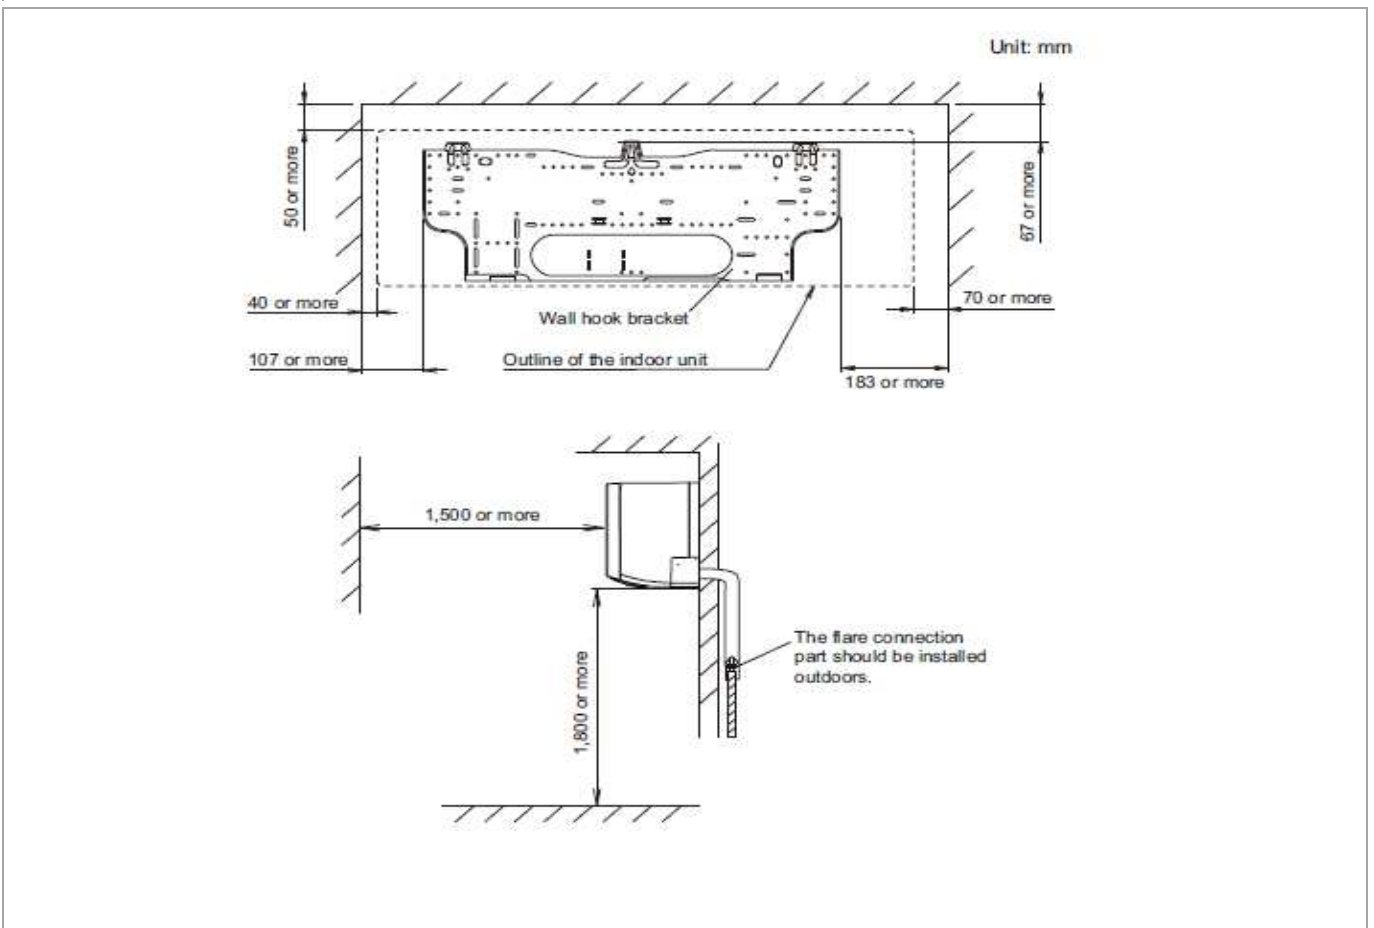 Unit: mm
50 or more
67 or more
40 or more
70 or more
Wall hook bracket
107 or more
Outline of the indoor unit
183 or more
1,500 or more
1,800 or more
The flare connection
part should be installed
outdoors.